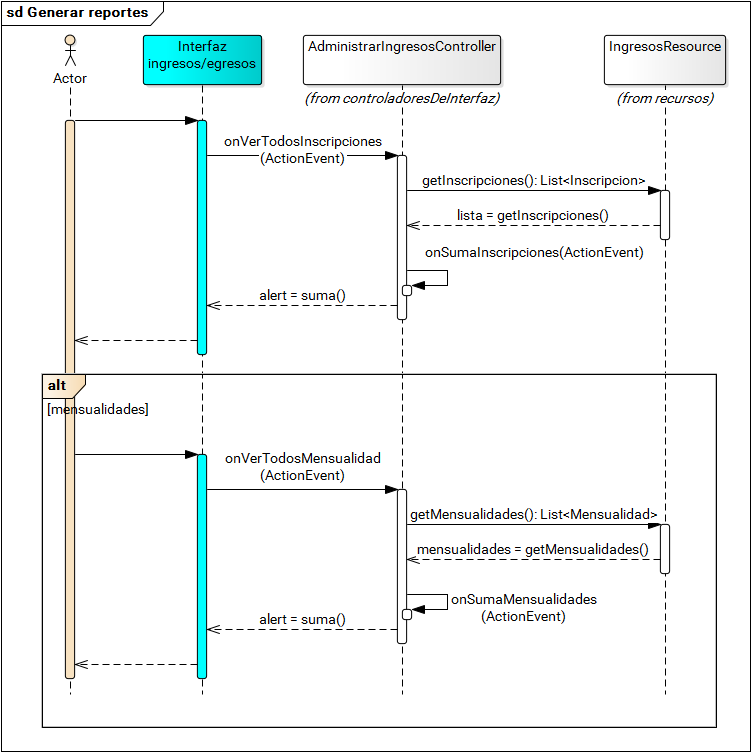 sd Generar reportes
Actor
Interfaz
ingresos/egresos
AdministrarIngresosController
(from controladoresDeInterfaz)
IngresosResource
(from recursos)
onVerTodosInscripciones
(ActionEvent)
getInscripciones(): List<Inscripcion>
lista = getInscripciones()
onSumaInscripciones(ActionEvent)
alert = suma()
alt
[mensualidades]
onVerTodosMensualidad
(ActionEvent)
getMensualidades(): List<Mensualidad>
mensualidades = getMensualidades()
onSumaMensualidades
(ActionEvent)
alert = suma()